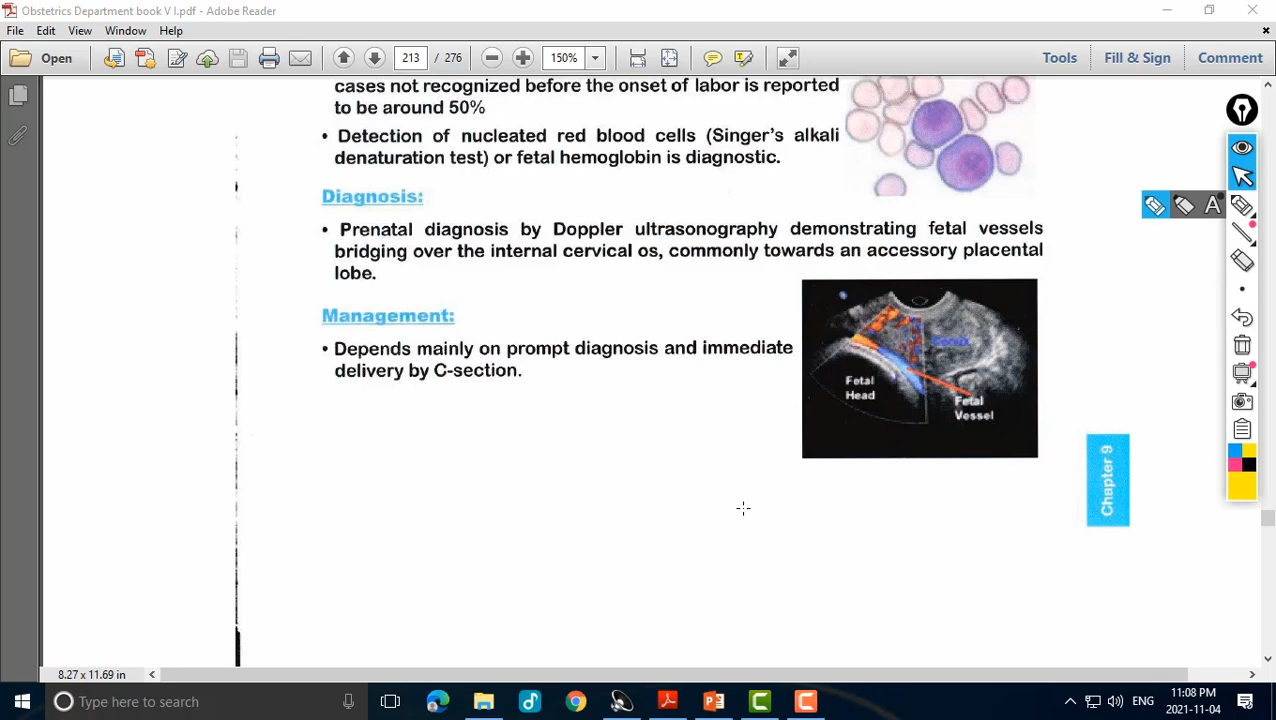 Obstetrics Department book V I.pdf - Adobe Reader
File Edit View Window Help
Open 213 / 276 150% Tools Fill & Sign Comment
cases not recognized before the onset of labor is reported
to be around 50%
• Detection of nucleated red blood cells (Singer's alkali
denaturation test) or fetal hemoglobin is diagnostic.
Diagnosis:
• Prenatal diagnosis by Doppler ultrasonography demonstrating fetal vessels
bridging over the internal cervical os, commonly towards an accessory placental
lobe.
Management:
• Depends mainly on prompt diagnosis and immediate
delivery by C-section.
Cervix
Fetal
Head
Fetal
Vessel
Chapter 9
A
8.27 x 11.69 in
Type here to search
ENG
11:08 PM
2021-11-04